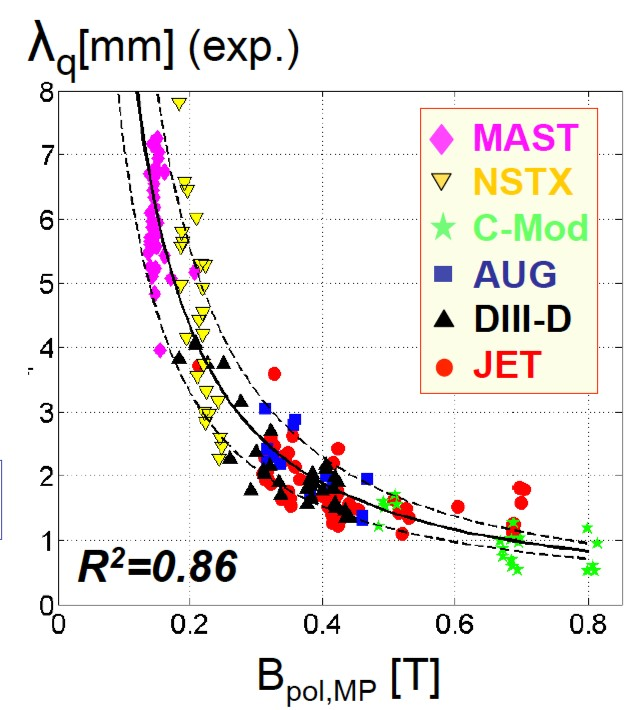 λq[mm] (exp.)
8
7
6
5
4
3
2
1
0
MAST
NSTX
C-Mod
AUG
DIII-D
JET
R²=0.86
0 0.2 0.4 0.6 0.8
Bpol,MP [T]